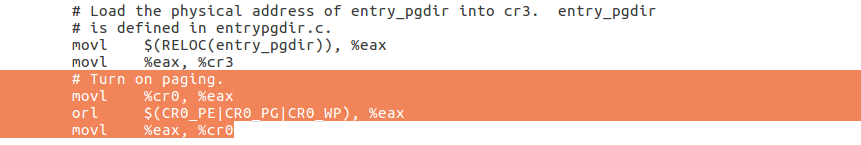 # Load the physical address of entry_pgdir into cr3.  entry_pgdir
# is defined in entrypgdir.c.
movl    $(RELOC(entry_pgdir)), %eax
movl    %eax, %cr3
# Turn on paging.
movl    %cr0, %eax
orl     $(CR0_PE|CR0_PG|CR0_WP), %eax
movl    %eax, %cr0